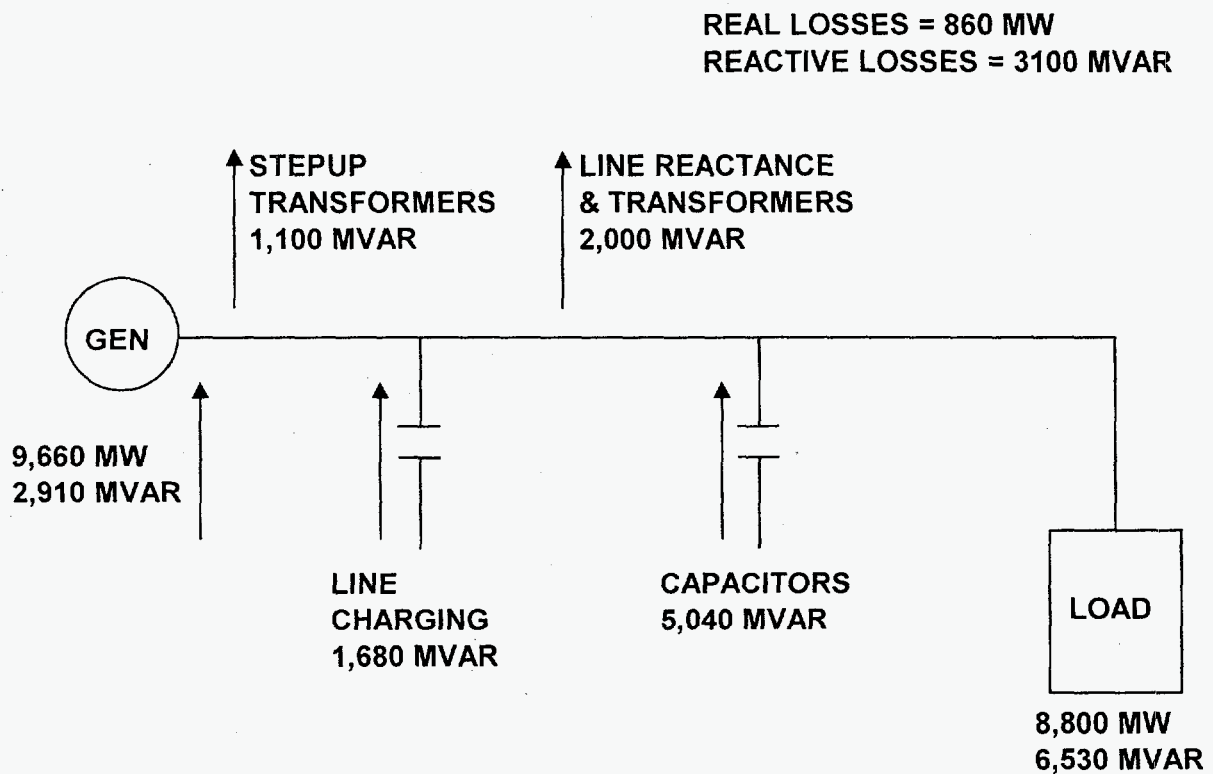 REAL LOSSES = 860 MW
REACTIVE LOSSES = 3100 MVAR
STEPUP
TRANSFORMERS
1,100 MVAR
LINE REACTANCE
& TRANSFORMERS
2,000 MVAR
GEN
9,660 MW
2,910 MVAR
LINE
CHARGING
1,680 MVAR
CAPACITORS
5,040 MVAR
LOAD
8,800 MW
6,530 MVAR